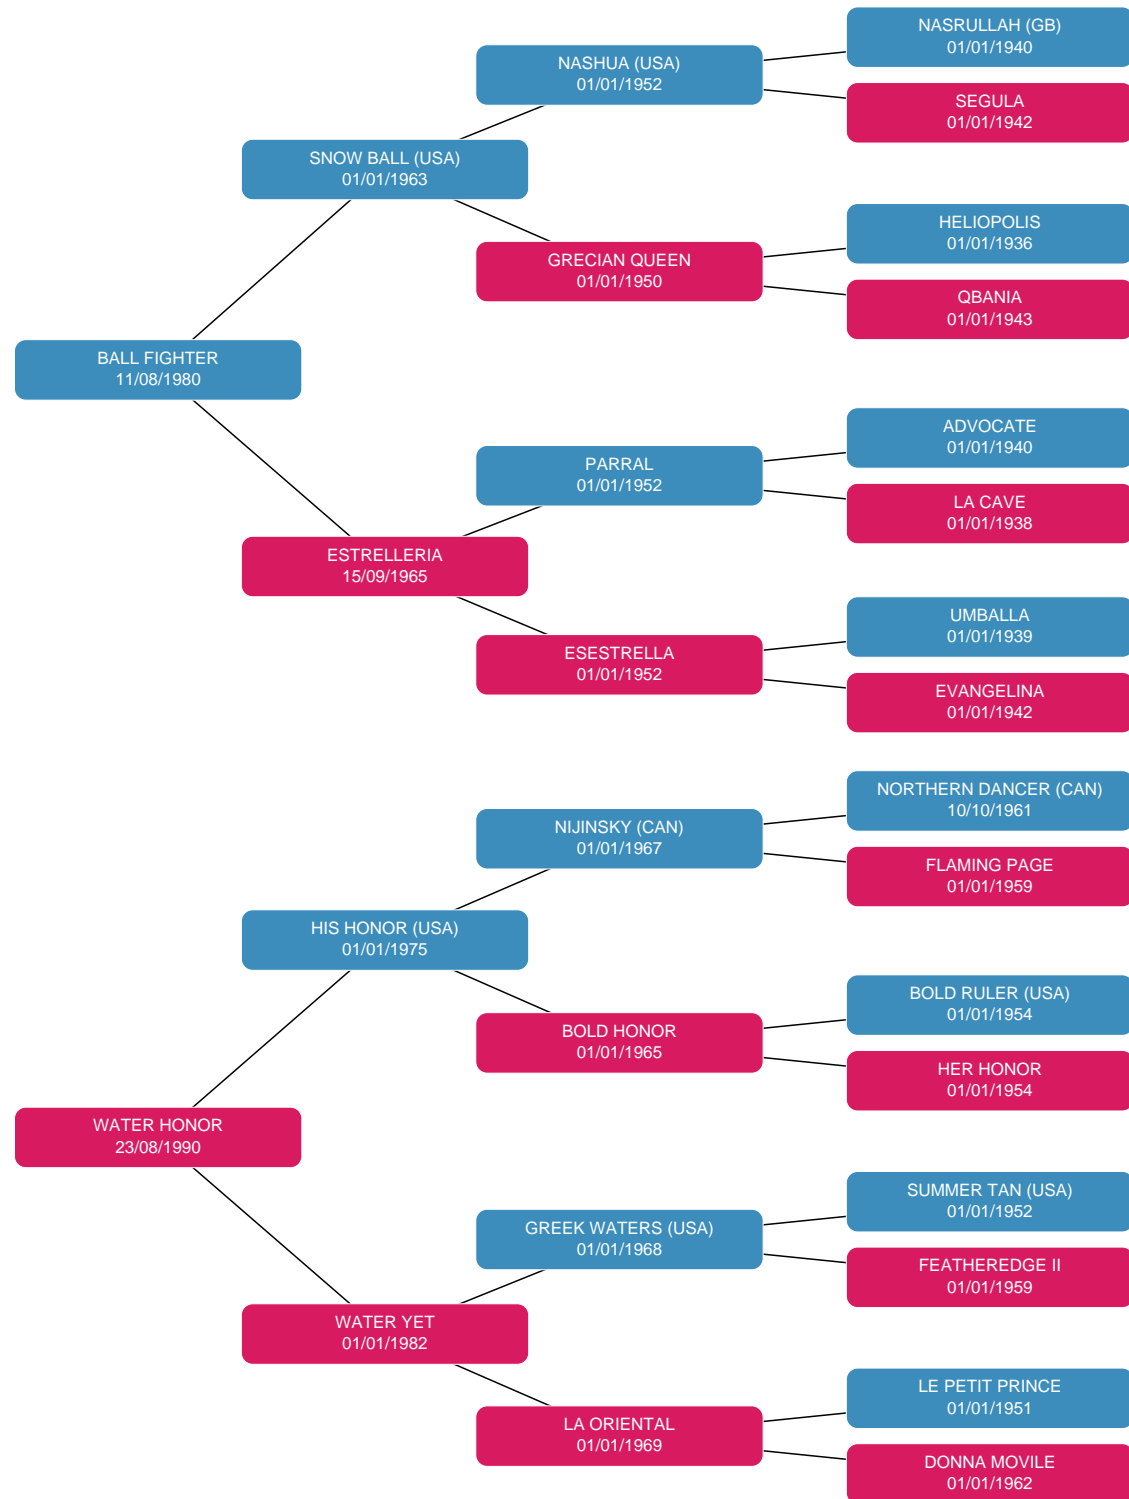 NASRULLAH (GB)
01/01/1940
NASHUA (USA)
01/01/1952
SEGULA
01/01/1942
SNOW BALL (USA)
01/01/1963
HELIOPOLIS
01/01/1936
GRECIAN QUEEN
01/01/1950
QBANIA
01/01/1943
BALL FIGHTER
11/08/1980
ADVOCATE
01/01/1940
PARRAL
01/01/1952
LA CAVE
01/01/1938
ESTRELLERIA
15/09/1965
UMBALLA
01/01/1939
ESESTRELLA
01/01/1952
EVANGELINA
01/01/1942
NORTHERN DANCER (CAN)
10/10/1961
NIJINSKY (CAN)
01/01/1967
FLAMING PAGE
01/01/1959
HIS HONOR (USA)
01/01/1975
BOLD RULER (USA)
01/01/1954
BOLD HONOR
01/01/1965
HER HONOR
01/01/1954
WATER HONOR
23/08/1990
SUMMER TAN (USA)
01/01/1952
GREEK WATERS (USA)
01/01/1968
FEATHEREDGE II
01/01/1959
WATER YET
01/01/1982
LE PETIT PRINCE
01/01/1951
LA ORIENTAL
01/01/1969
DONNA MOVILE
01/01/1962